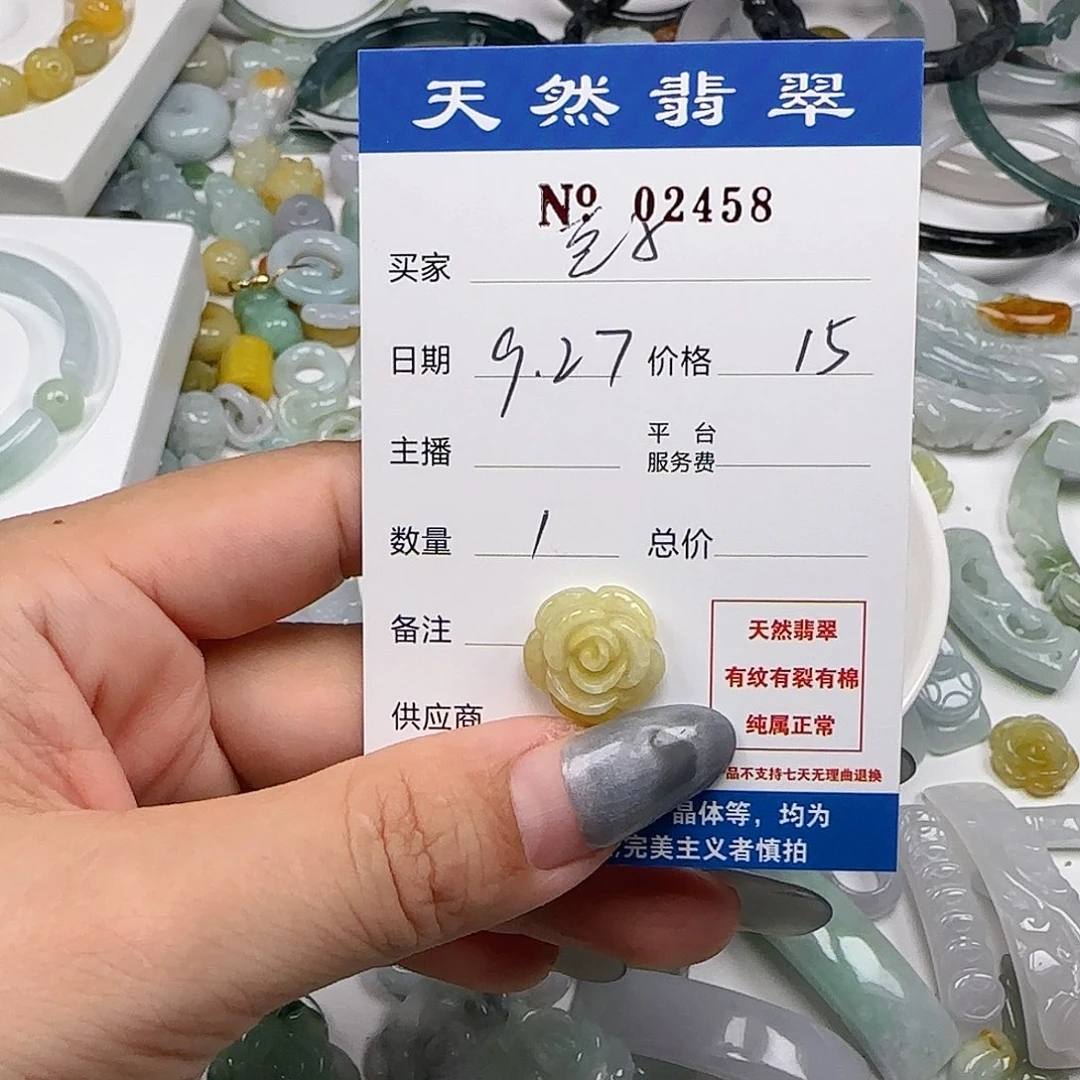 天然翡翠
No 02458
买家
日期 9.27 价格 15
主播 平台服务费
数量 1 总价
备注
天然翡翠
有纹有裂有棉
纯属正常
供应商
品不支持七天无理由退换
晶体等，均为
完美主义者慎拍